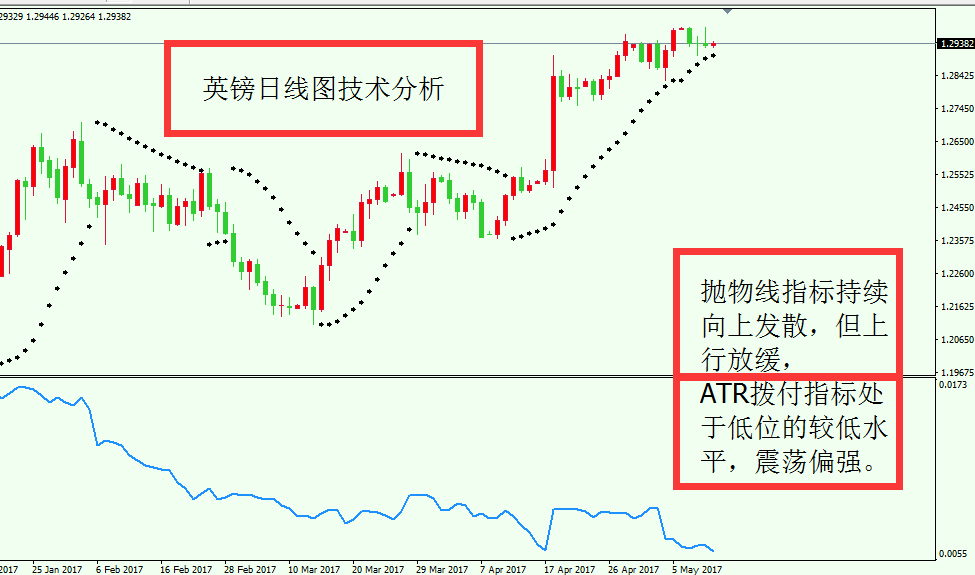 29329 1.29446 1.29264 1.29382
英镑日线图技术分析
1.29382
1.28425
1.27450
1.26500
1.25525
1.24550
1.23575
1.22600
1.21625
1.20650
1.19675
抛物线指标持续
向上发散，但上
行放缓，
ATR拨付指标处
于低位的较低水
平，震荡偏强。
0.0173
0.0055
2017 25 Jan 2017 6 Feb 2017 16 Feb 2017 28 Feb 2017 10 Mar 2017 20 Mar 2017 29 Mar 2017 7 Apr 2017 17 Apr 2017 26 Apr 2017 5 May 2017